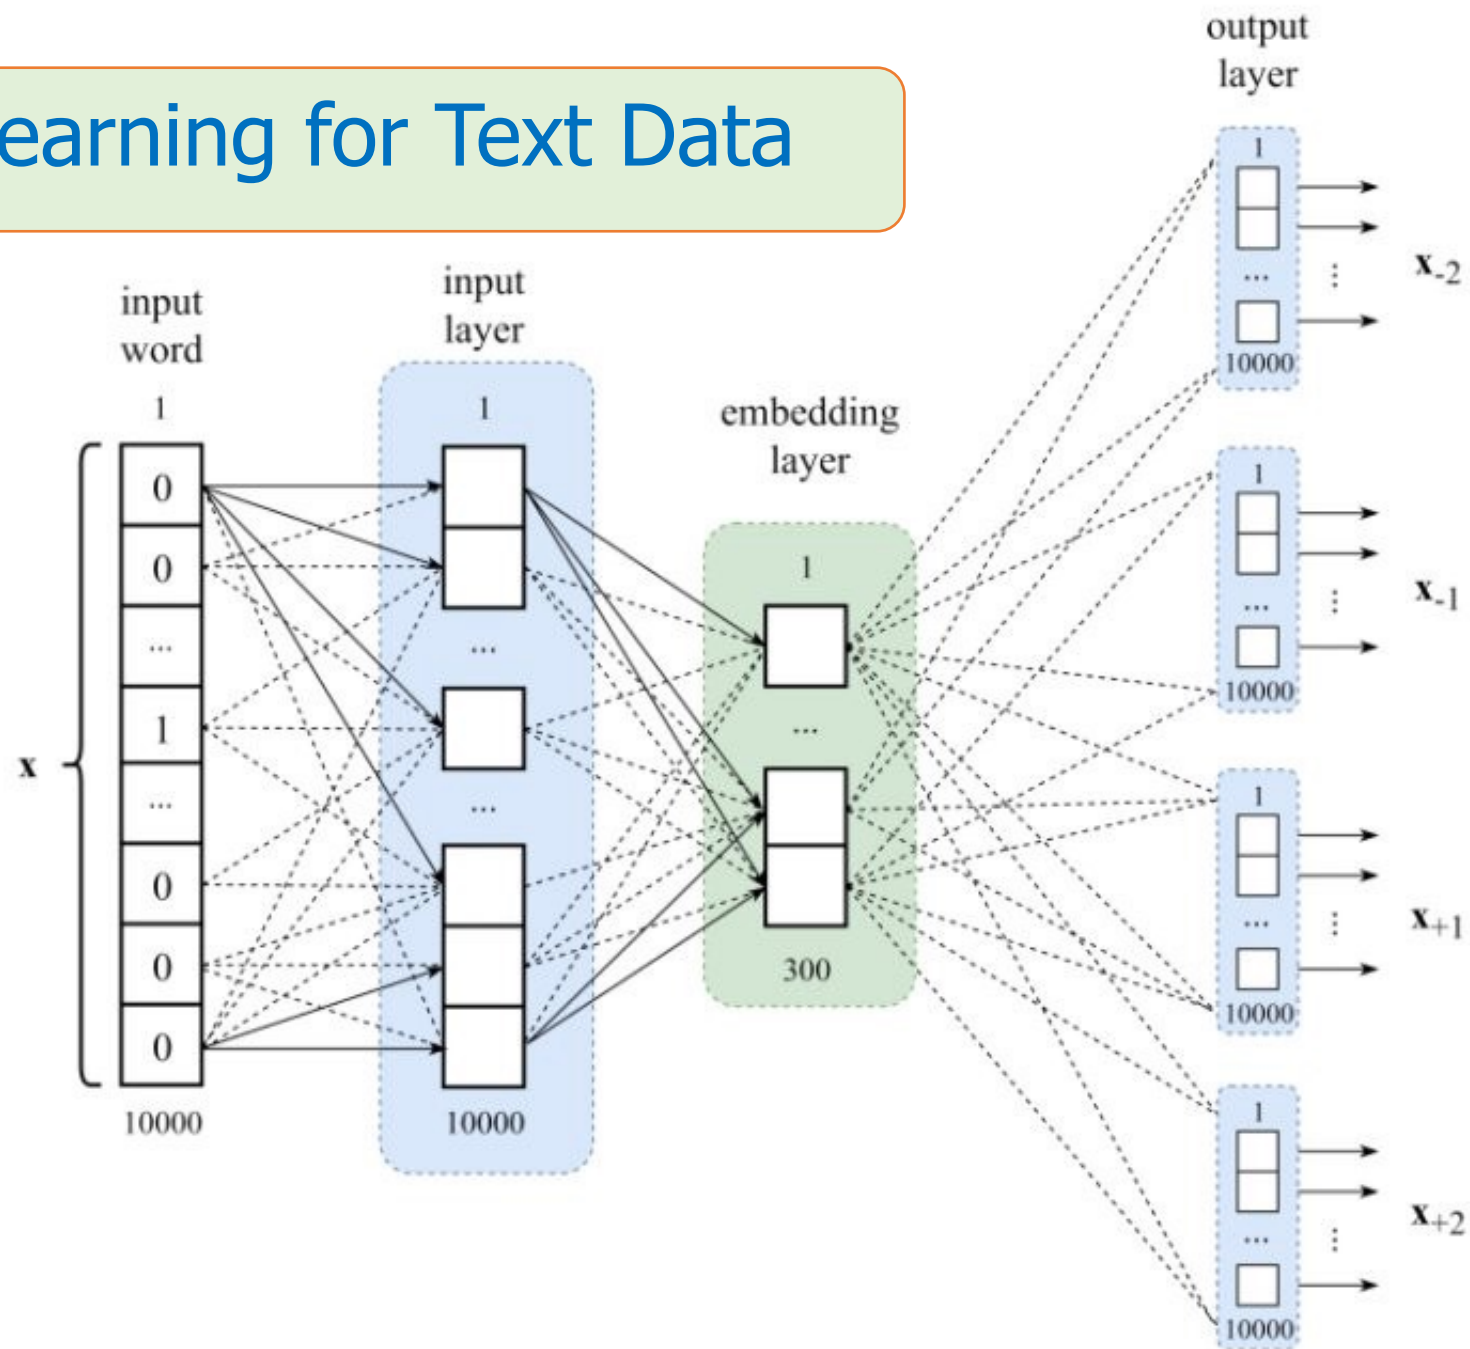 earning for Text Data
input
word
1
0
0
...
1
...
0
0
0
10000
x
input
layer
1
...
...
10000
embedding
layer
1
...
300
output
layer
1
...
10000
⋮
x-2
1
...
10000
⋮
x-1
1
...
10000
⋮
x+1
1
...
10000
⋮
x+2